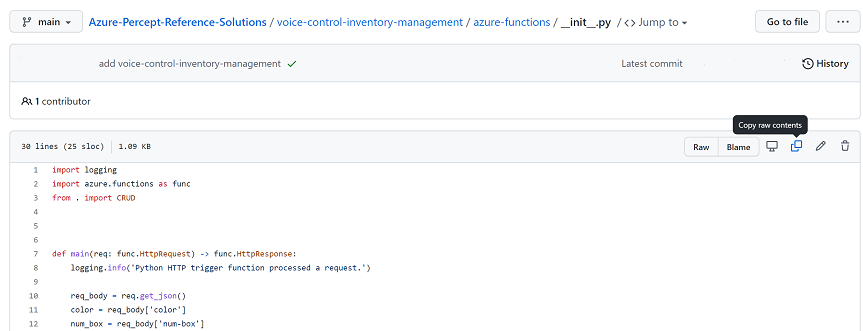 main Azure-Percept-Reference-Solutions / voice-control-inventory-management / azure-functions / __init__.py / <> Jump to Go to file ...
add voice-control-inventory-management Latest commit History
1 contributor
Copy raw contents
30 lines (25 sloc) 1.09 KB Raw Blame
1 import logging
2 import azure.functions as func
3 from . import CRUD
4
5
6
7 def main(req: func.HttpRequest) -> func.HttpResponse:
8 logging.info('Python HTTP trigger function processed a request.')
9
10 req_body = req.get_json()
11 color = req_body['color']
12 num_box = req_body['num-box']